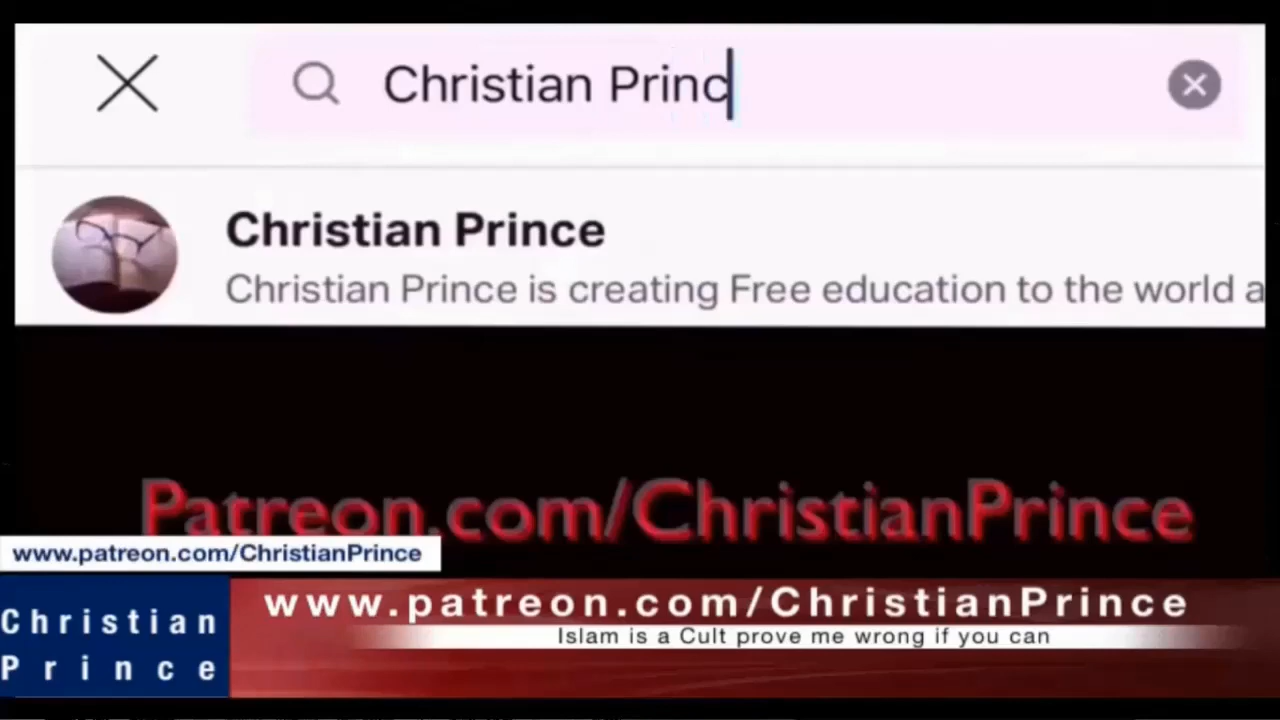 Christian Princ
Christian Prince
Christian Prince is creating Free education to the world a
Patreon.com/ChristianPrince
www.patreon.com/ChristianPrince
www.patreon.com/ChristianPrince
Islam is a Cult prove me wrong if you can
Christian
Prince